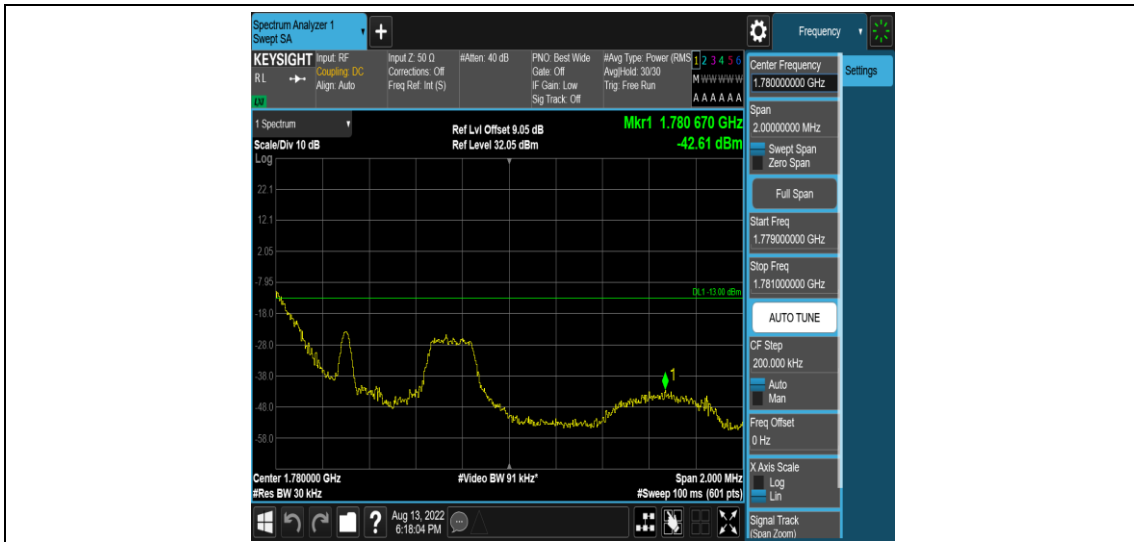 Spectrum Analyzer 1
Swept SA
+
Frequency
KEYSIGHT
RL
LXI
Input: RF
Coupling: DC
Align: Auto
Input Z: 50 Ω
Corrections: Off
Freq Ref: Int (S)
#Atten: 40 dB
PNO: Best Wide
Gate: Off
IF Gain: Low
Sig Track: Off
#Avg Type: Power (RMS
Avg|Hold: 30/30
Trig: Free Run
1 2 3 4 5 6
M W W W W W
A A A A A A
1 Spectrum
Scale/Div 10 dB
Log
Ref Lvl Offset 9.05 dB
Ref Level 32.05 dBm
Mkr1 1.780 670 GHz
-42.61 dBm
22.1
12.1
2.05
-7.95
-18.0
-28.0
-38.0
-48.0
-58.0
DL1 -13.00 dBm
1
Center 1.780000 GHz
#Res BW 30 kHz
#Video BW 91 kHz*
Span 2.000 MHz
#Sweep 100 ms (601 pts)
?
Aug 13, 2022
6:18:04 PM
Center Frequency
1.780000000 GHz
Settings
Span
2.00000000 MHz
Swept Span
Zero Span
Full Span
Start Freq
1.779000000 GHz
Stop Freq
1.781000000 GHz
AUTO TUNE
CF Step
200.000 kHz
Auto
Man
Freq Offset
0 Hz
X Axis Scale
Log
Lin
Signal Track
(Span Zoom)